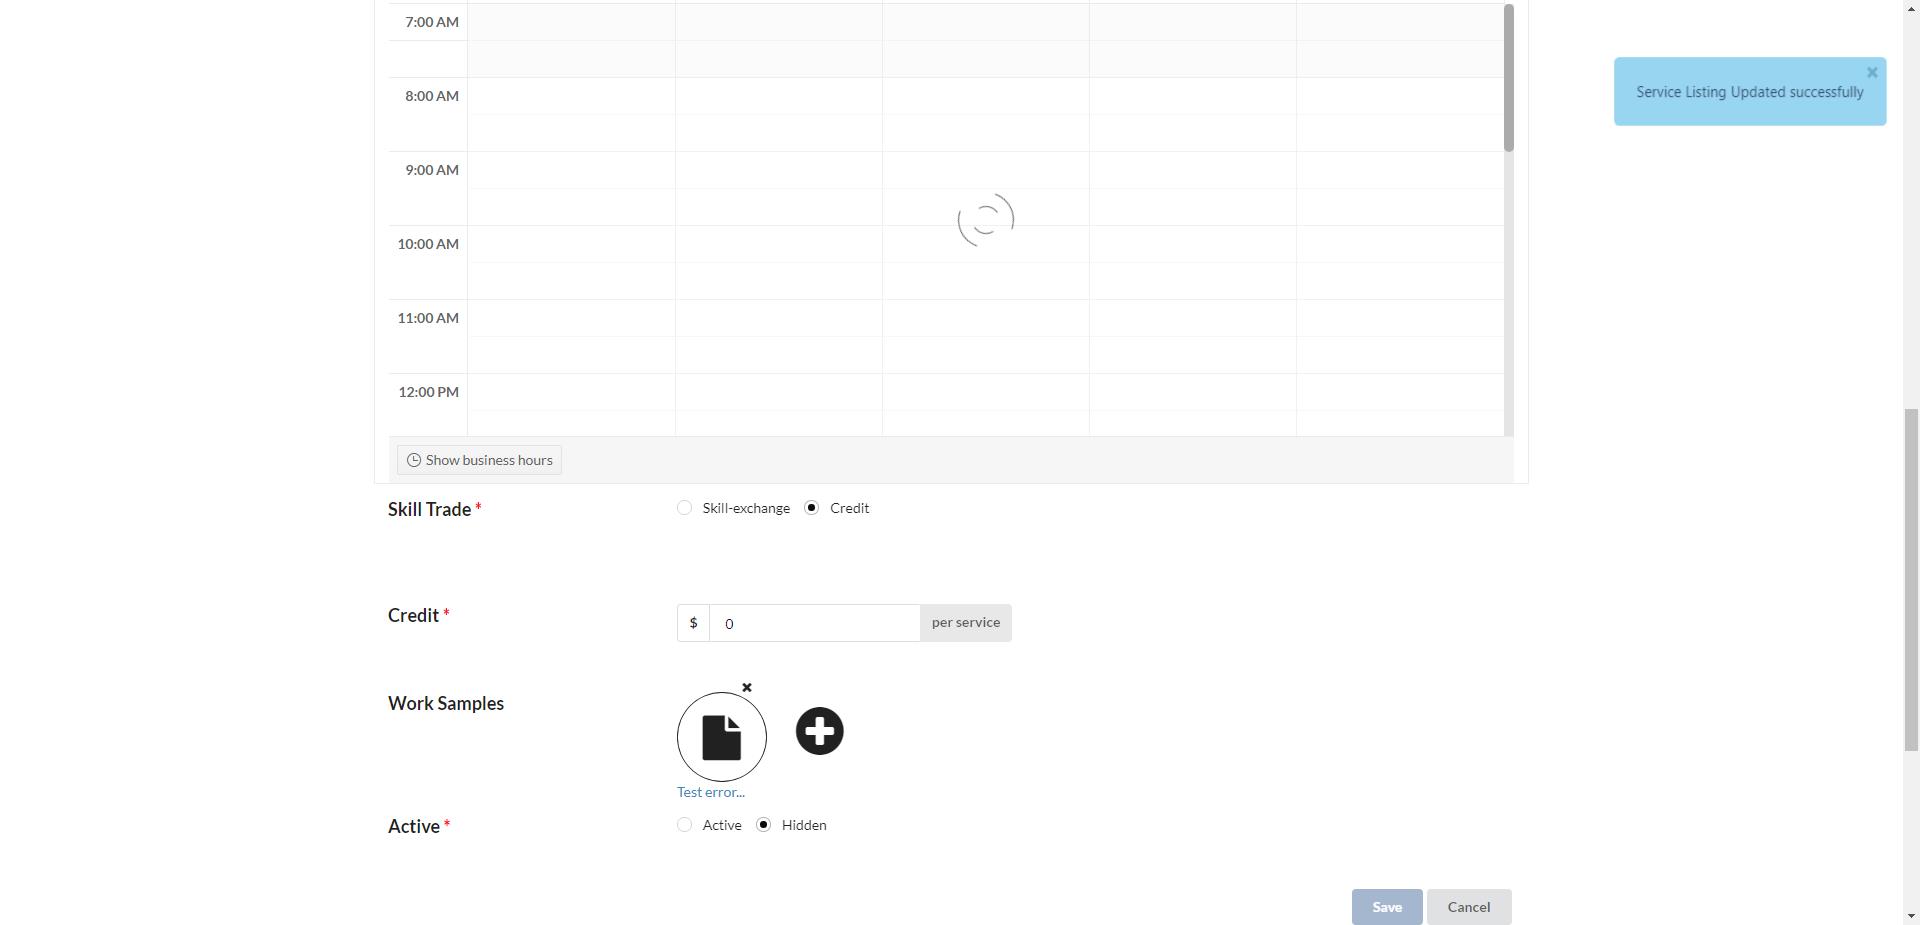 7:00 AM
8:00 AM
Service Listing Updated successfully
9:00 AM
10:00 AM
11:00 AM
12:00 PM
Show business hours
Skill Trade *
Skill-exchange
Credit
Credit *
$ 0 per service
Work Samples
Test error...
Active *
Active
Hidden
Save
Cancel